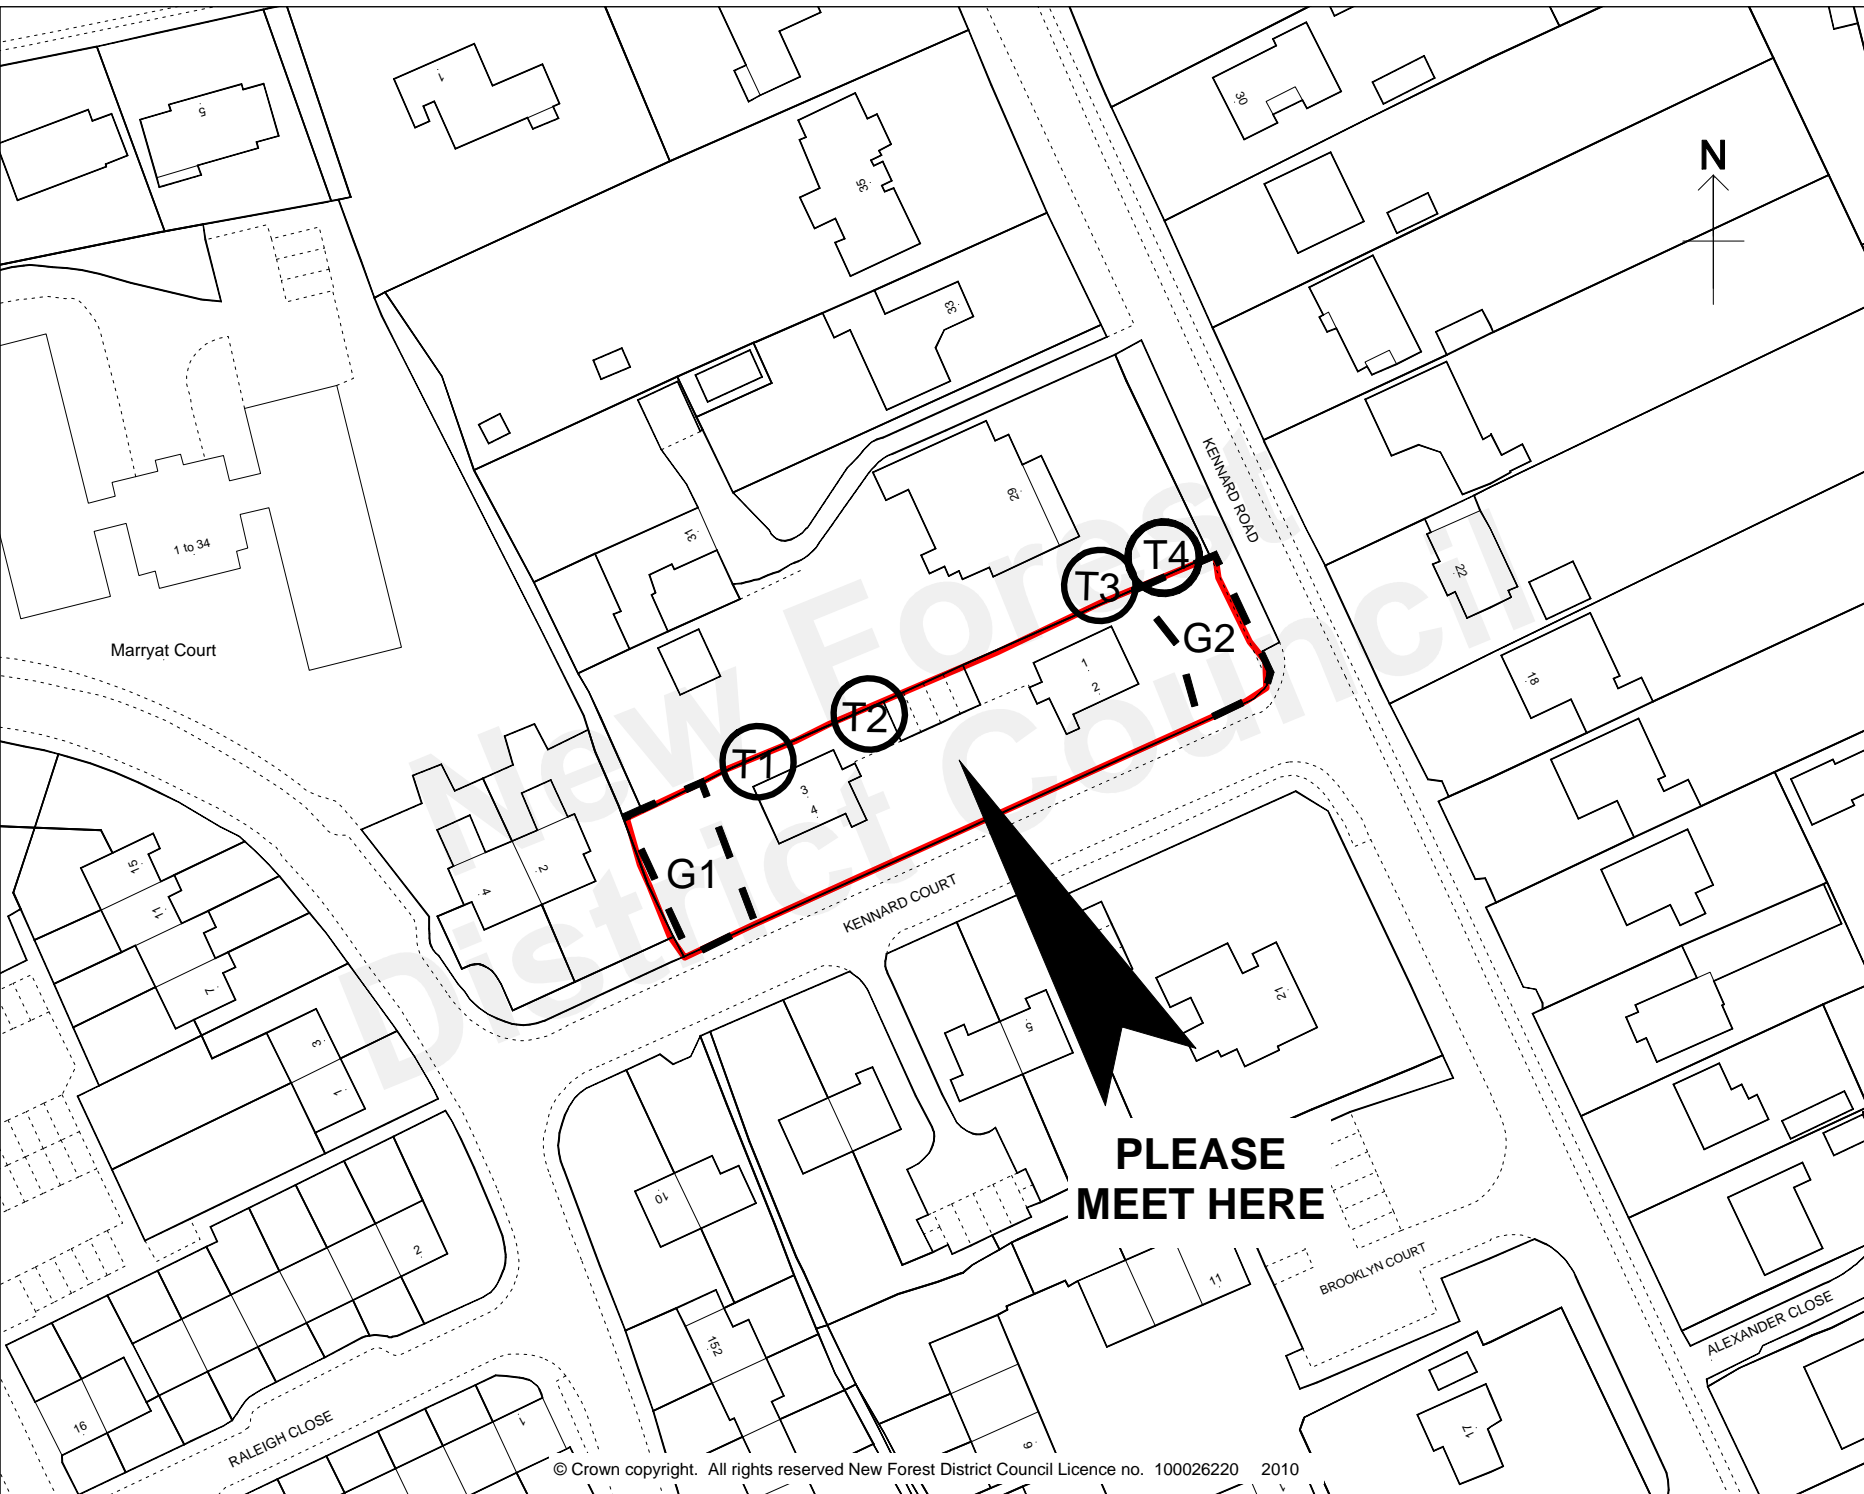 1
5
30
N
35
33
KENNARD ROAD
29
31
1 to 34
22
T4
T3
G2
Marryat Court
1
2
18
T2
T1
3
4
New Forest
District Council
G1
2
4
15
11
KENNARD COURT
7
5
21
3
1
PLEASE
MEET HERE
10
2
11
BROOKLYN COURT
ALEXANDER CLOSE
152
16
RALEIGH CLOSE
1
9
17
1
© Crown copyright. All rights reserved New Forest District Council Licence no. 100026220 2010